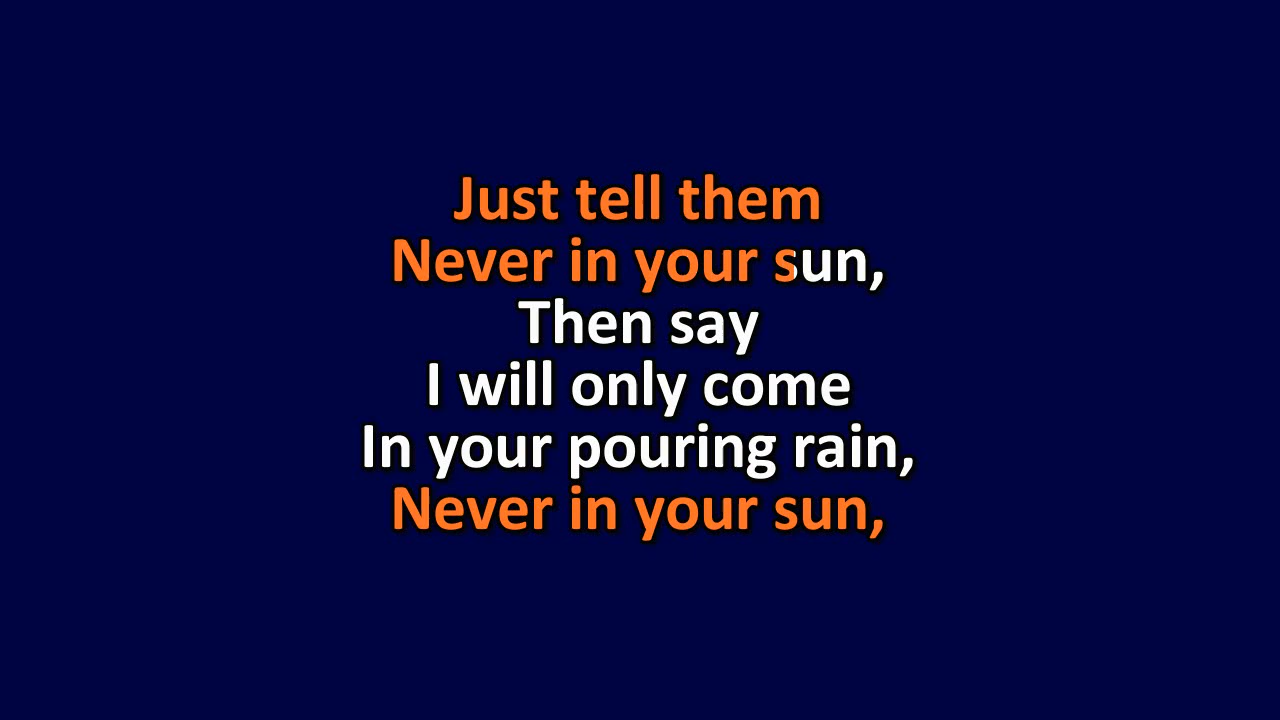 Just tell them
Never in your sun,
Then say
I will only come
In your pouring rain,
Never in your sun,